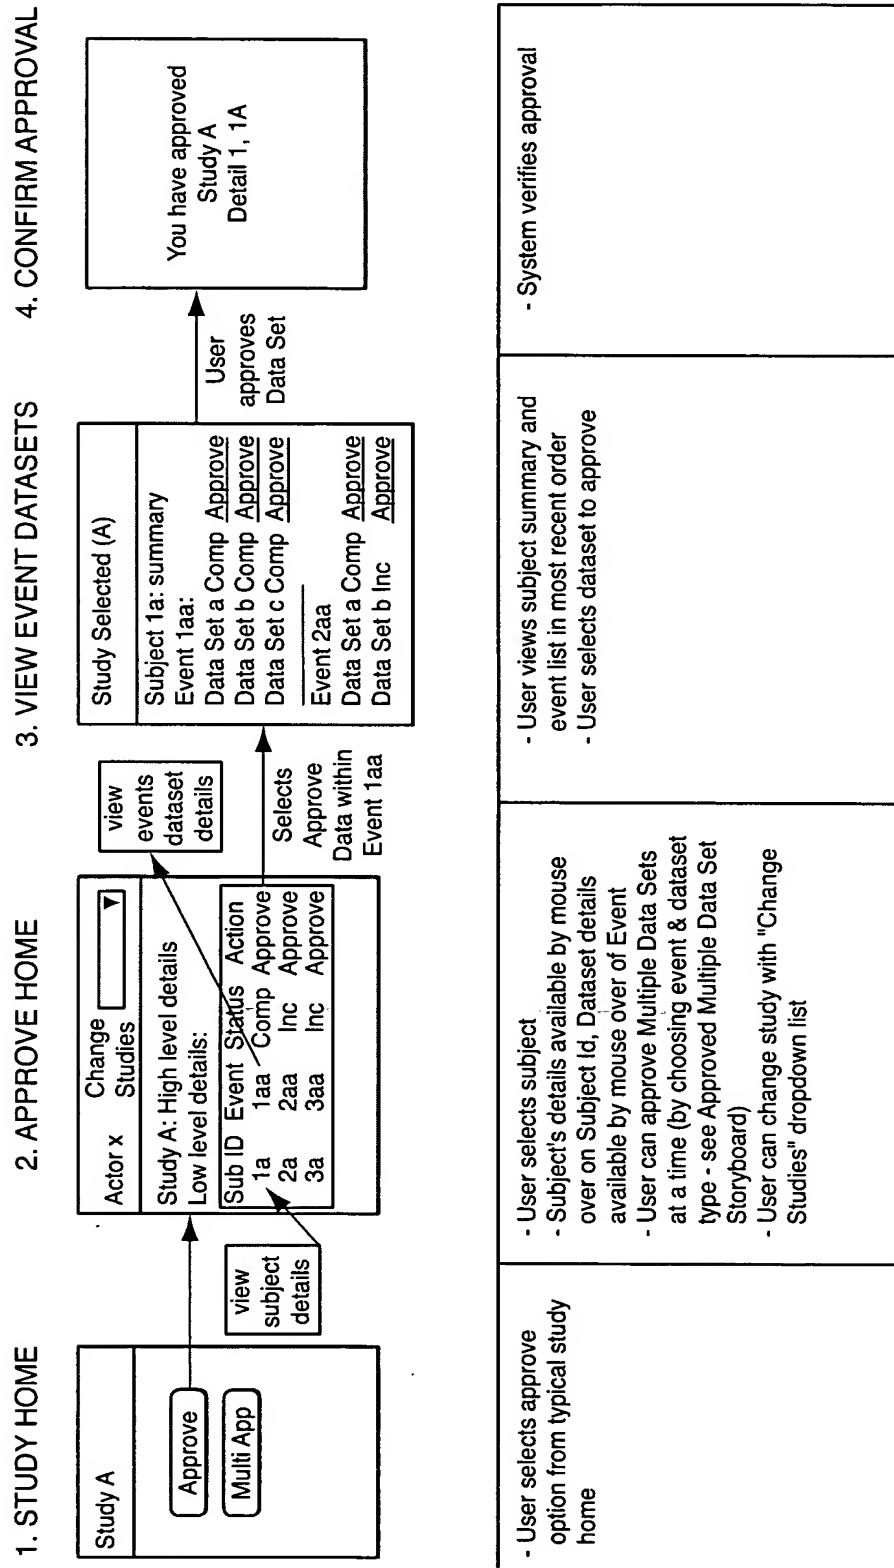 1. STUDY HOME
Study A
Approve
Multi App
view
subject
details
2. APPROVE HOME
Actor x
Change
Studies
Study A: High level details
Low level details:
Sub ID Event Status Action
1a 1aa Comp Approve
2a 2aa Inc Approve
3a 3aa Inc Approve
view
events
dataset
details
Selects
Approve
Data within
Event 1aa
3. VIEW EVENT DATASETS
Study Selected (A)
Subject 1a: summary
Event 1aa:
Data Set a Comp Approve
Data Set b Comp Approve
Data Set c Comp Approve
Event 2aa
Data Set a Comp Approve
Data Set b Inc Approve
User
approves
Data Set
4. CONFIRM APPROVAL
You have approved
Study A
Detail 1, 1A
- User selects approve
option from typical study
home
- User selects subject
- Subject's details available by mouse
over on Subject Id, Dataset details
available by mouse over of Event
- User can approve Multiple Data Sets
at a time (by choosing event & dataset
type - see Approved Multiple Data Set
Storyboard)
- User can change study with "Change
Studies" dropdown list
- User views subject summary and
event list in most recent order
- User selects dataset to approve
- System verifies approval